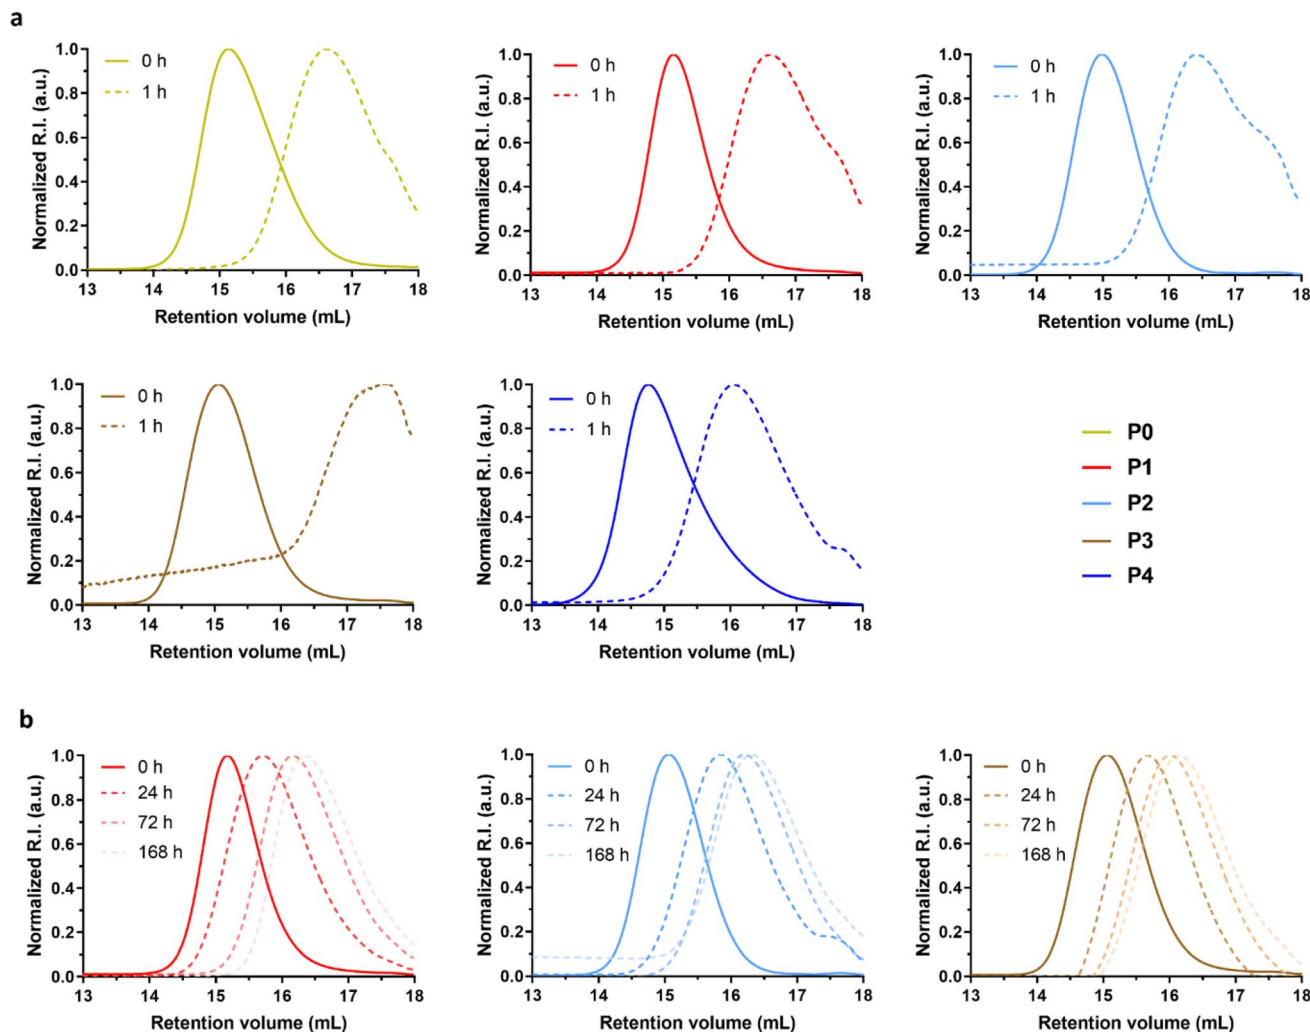 a
Normalized R.I. (a.u.)
1.0
0.8
0.6
0.4
0.2
0.0
0 h
1 h
13 14 15 16 17 18
Retention volume (mL)
Normalized R.I. (a.u.)
1.0
0.8
0.6
0.4
0.2
0.0
0 h
1 h
13 14 15 16 17 18
Retention volume (mL)
Normalized R.I. (a.u.)
1.0
0.8
0.6
0.4
0.2
0.0
0 h
1 h
13 14 15 16 17 18
Retention volume (mL)
Normalized R.I. (a.u.)
1.0
0.8
0.6
0.4
0.2
0.0
0 h
1 h
13 14 15 16 17 18
Retention volume (mL)
Normalized R.I. (a.u.)
1.0
0.8
0.6
0.4
0.2
0.0
0 h
1 h
13 14 15 16 17 18
Retention volume (mL)
P0
P1
P2
P3
P4
b
Normalized R.I. (a.u.)
1.0
0.8
0.6
0.4
0.2
0.0
0 h
24 h
72 h
168 h
13 14 15 16 17 18
Retention volume (mL)
Normalized R.I. (a.u.)
1.0
0.8
0.6
0.4
0.2
0.0
0 h
24 h
72 h
168 h
13 14 15 16 17 18
Retention volume (mL)
Normalized R.I. (a.u.)
1.0
0.8
0.6
0.4
0.2
0.0
0 h
24 h
72 h
168 h
13 14 15 16 17 18
Retention volume (mL)